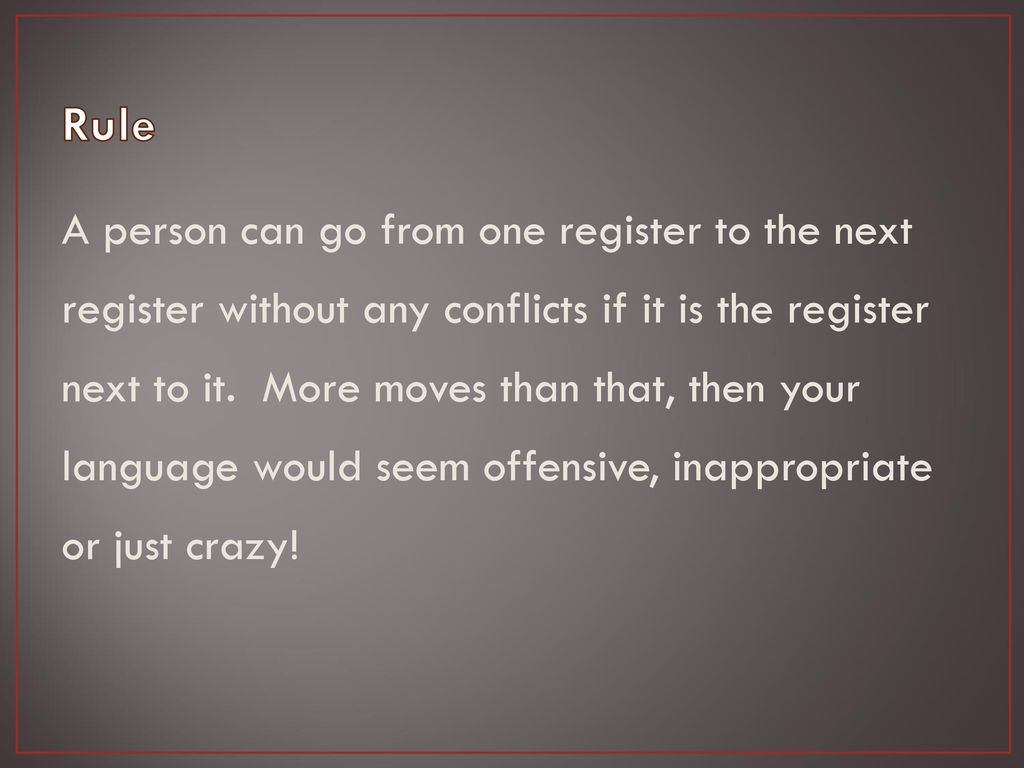 Rule
A person can go from one register to the next
register without any conflicts if it is the register
next to it.  More moves than that, then your
language would seem offensive, inappropriate
or just crazy!